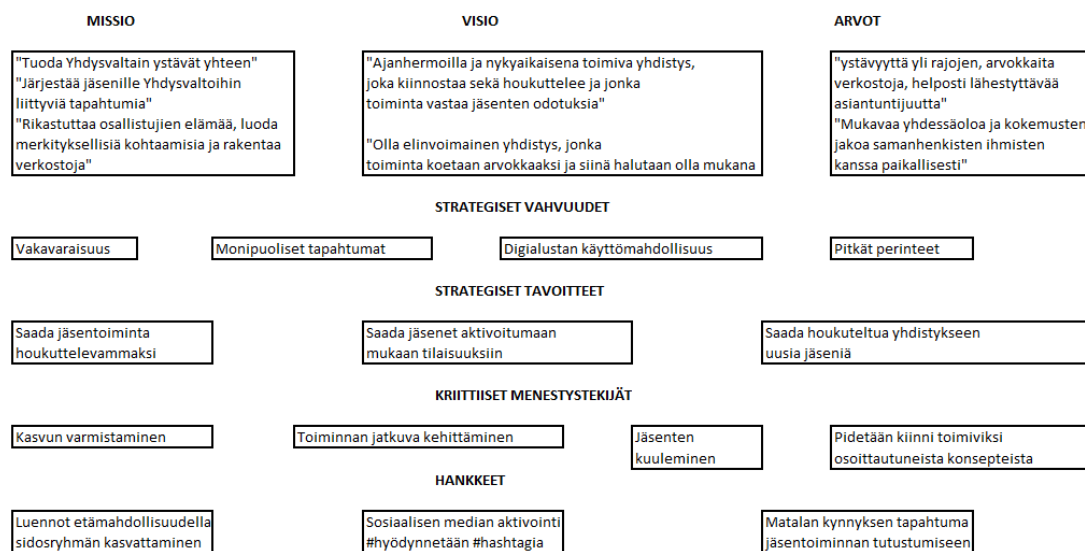 MISSIO
VISIO
ARVOT
"Tuoda Yhdysvaltain ystävät yhteen"
"Järjestää jäsenille Yhdysvaltoihin
liittyviä tapahtumia"
"Rikastuttaa osallistujien elämää, luoda
merkityksellisiä kohtaamisia ja rakentaa
verkostoja"
"Ajanhermoilla ja nykyaikaisena toimiva yhdistys,
joka kiinnostaa sekä houkuttelee ja jonka
toiminta vastaa jäsenten odotuksia"
"Olla elinvoimainen yhdistys, jonka
toiminta koetaan arvokkaaksi ja siinä halutaan olla mukana
"ystävyyttä yli rajojen, arvokkaita
verkostoja, helposti lähestyttävää
asiantuntijuutta"
"Mukavaa yhdessäoloa ja kokemusten
jakoa samanhenkisten ihmisten
kanssa paikallisesti"
STRATEGISET VAHVUUDET
Vakavaraisuus
Monipuoliset tapahtumat
Digialustan käyttömahdollisuus
Pitkät perinteet
STRATEGISET TAVOITTEET
Saada jäsentoiminta
houkuttelevammaksi
Saada jäsenet aktivoitumaan
mukaan tilaisuuksiin
Saada houkuteltua yhdistykseen
uusia jäseniä
KRIITTIISET MENESTYSTEKIJÄT
Kasvun varmistaminen
Toiminnan jatkuva kehittäminen
Jäsenten
kuuleminen
Pidetään kiinni toimiviksi
osoittautuneista konsepteista
HANKKEET
Luennot etämahdollisuudella
sidosryhmän kasvattaminen
Sosiaalisen median aktivointi
#hyödynnetään #hashtagia
Matalan kynnyksen tapahtuma
jäsentoiminnan tutustumiseen